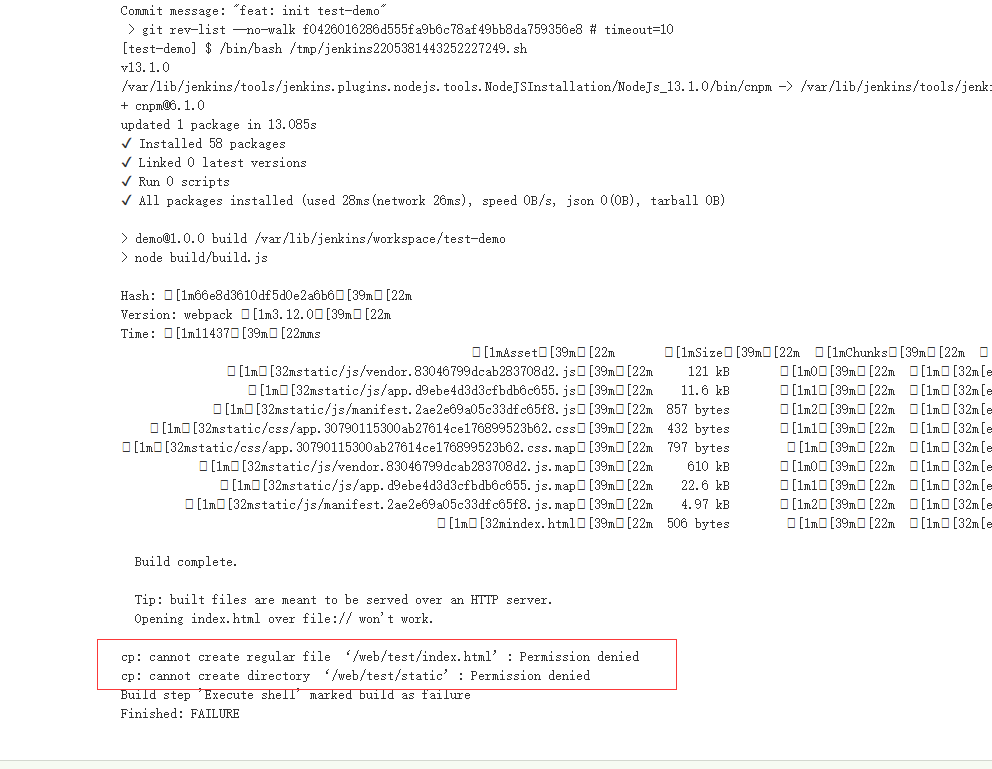 Commit message: "feat: init test-demo"
> git rev-list --no-walk f0426016286d555fa9b6c78af49bb8da759356e8 # timeout=10
[test-demo] $ /bin/bash /tmp/jenkins2205381443252227249.sh
v13.1.0
/var/lib/jenkins/tools/jenkins.plugins.nodejs.tools.NodeJSInstallation/NodeJs_13.1.0/bin/cnpm -> /var/lib/jenkins/tools/jenki
+ cnpm@6.1.0
updated 1 package in 13.085s
✓ Installed 58 packages
✓ Linked 0 latest versions
✓ Run 0 scripts
✓ All packages installed (used 28ms(network 26ms), speed 0B/s, json 0(0B), tarball 0B)
> demo@1.0.0 build /var/lib/jenkins/workspace/test-demo
> node build/build.js
Hash: □[1m66e8d3610df5d0e2a6b6□[39m□[22m
Version: webpack □[1m3.12.0□[39m□[22m
Time: □[1m11437□[39m□[22mms
□[1mAsset□[39m□[22m □[1mSize□[39m□[22m □[1mChunks□[39m□[22m □
□[1m□[32mstatic/js/vendor.83046799dcab283708d2.js□[39m□[22m 121 kB □[1m0□[39m□[22m □[1m□[32m[e
□[1m□[32mstatic/js/app.d9ebe4d3d3cfbdb6c655.js□[39m□[22m 11.6 kB □[1m1□[39m□[22m □[1m□[32m[e
□[1m□[32mstatic/js/manifest.2ae2e69a05c33dfc65f8.js□[39m□[22m 857 bytes □[1m2□[39m□[22m □[1m□[32m[e
□[1m□[32mstatic/css/app.30790115300ab27614ce176899523b62.css□[39m□[22m 432 bytes □[1m1□[39m□[22m □[1m□[32m[e
□[1m□[32mstatic/css/app.30790115300ab27614ce176899523b62.css.map□[39m□[22m 797 bytes □[1m□[39m□[22m □[1m□[32m[e
□[1m□[32mstatic/js/vendor.83046799dcab283708d2.js.map□[39m□[22m 610 kB □[1m0□[39m□[22m □[1m□[32m[e
□[1m□[32mstatic/js/app.d9ebe4d3d3cfbdb6c655.js.map□[39m□[22m 22.6 kB □[1m1□[39m□[22m □[1m□[32m[e
□[1m□[32mstatic/js/manifest.2ae2e69a05c33dfc65f8.js.map□[39m□[22m 4.97 kB □[1m2□[39m□[22m □[1m□[32m[e
□[1m□[32mindex.html□[39m□[22m 506 bytes □[1m□[39m□[22m □[1m□[32m[e
Build complete.
Tip: built files are meant to be served over an HTTP server.
Opening index.html over file:// won't work.
cp: cannot create regular file ‘/web/test/index.html’: Permission denied
cp: cannot create directory ‘/web/test/static’: Permission denied
Build step 'Execute shell' marked build as failure
Finished: FAILURE